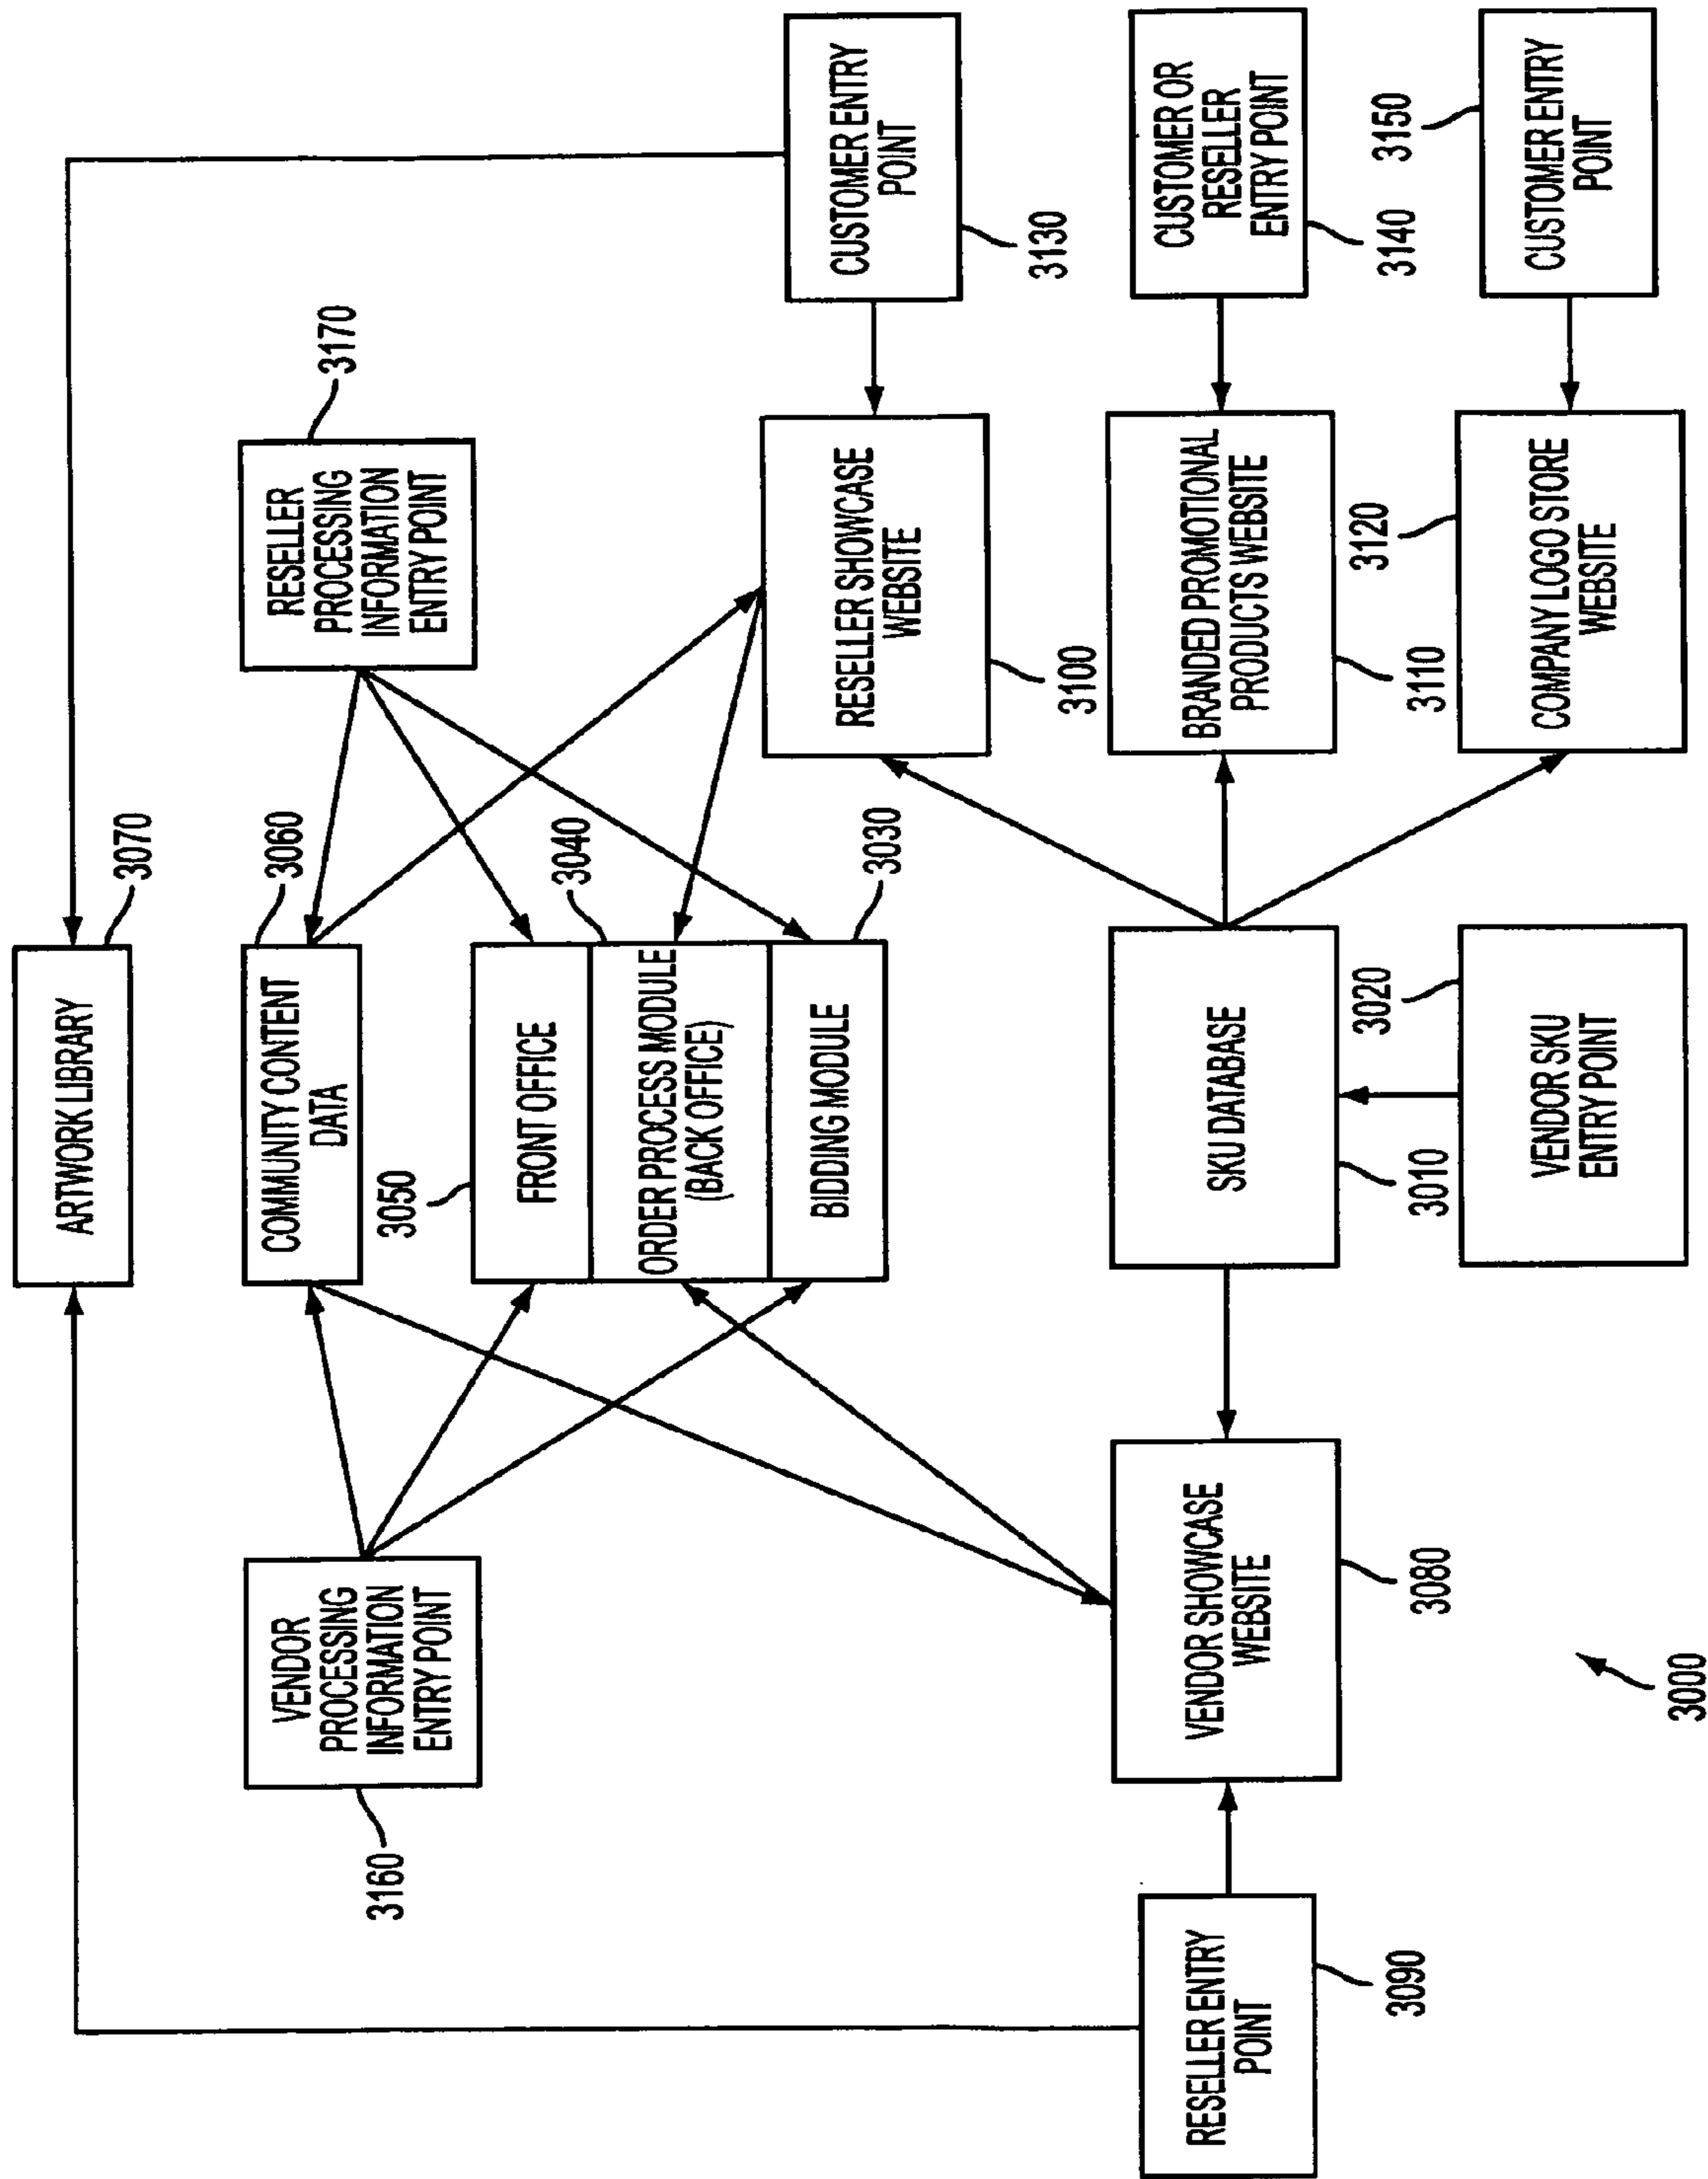 ARTWORK LIBRARY
3070
VENDOR
PROCESSING
INFORMATION
ENTRY POINT
3160
COMMUNITY CONTENT
DATA
3060
RESELLER
PROCESSING
INFORMATION
ENTRY POINT
3170
3050
FRONT OFFICE
3040
ORDER PROCESS MODULE
(BACK OFFICE)
BIDDING MODULE
3030
RESELLER SHOWCASE
WEBSITE
3100
CUSTOMER ENTRY
POINT
3130
RESELLER ENTRY
POINT
3090
VENDOR SHOWCASE
WEBSITE
3080
SKU DATABASE
3010
BRANDED PROMOTIONAL
PRODUCTS WEBSITE
3110
CUSTOMER OR
RESELLER
ENTRY POINT
3140
3020
VENDOR SKU
ENTRY POINT
3120
COMPANY LOGO STORE
WEBSITE
3150
CUSTOMER ENTRY
POINT
3000